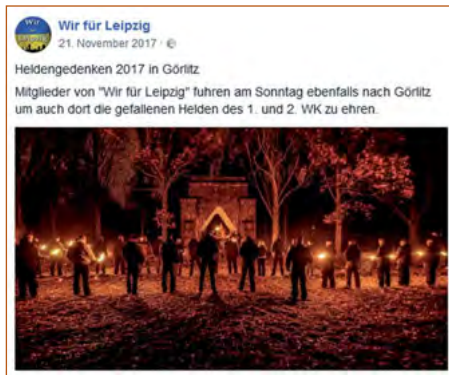 Wir für Leipzig
21. November 2017 ·
Heldengedenken 2017 in Görlitz
Mitglieder von "Wir für Leipzig" fuhren am Sonntag ebenfalls nach Görlitz
um auch dort die gefallenen Helden des 1. und 2. WK zu ehren.